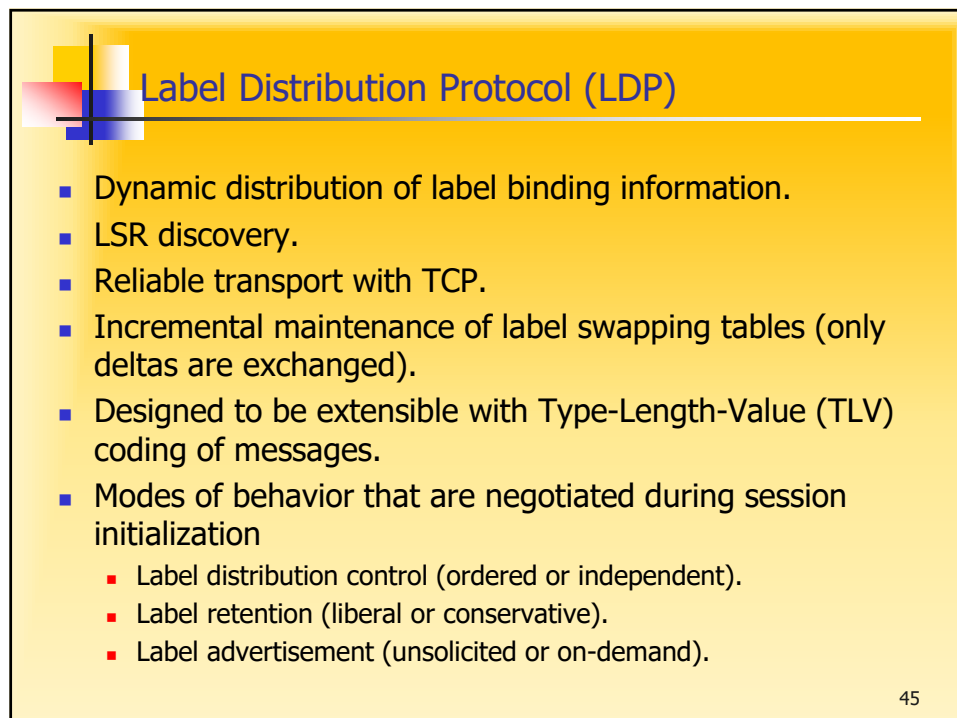 Label Distribution Protocol (LDP)
Dynamic distribution of label binding information.
LSR discovery.
Reliable transport with TCP.
Incremental maintenance of label swapping tables (only
deltas are exchanged).
Designed to be extensible with Type-Length-Value (TLV)
coding of messages.
Modes of behavior that are negotiated during session
initialization
Label distribution control (ordered or independent).
Label retention (liberal or conservative).
Label advertisement (unsolicited or on-demand).
45